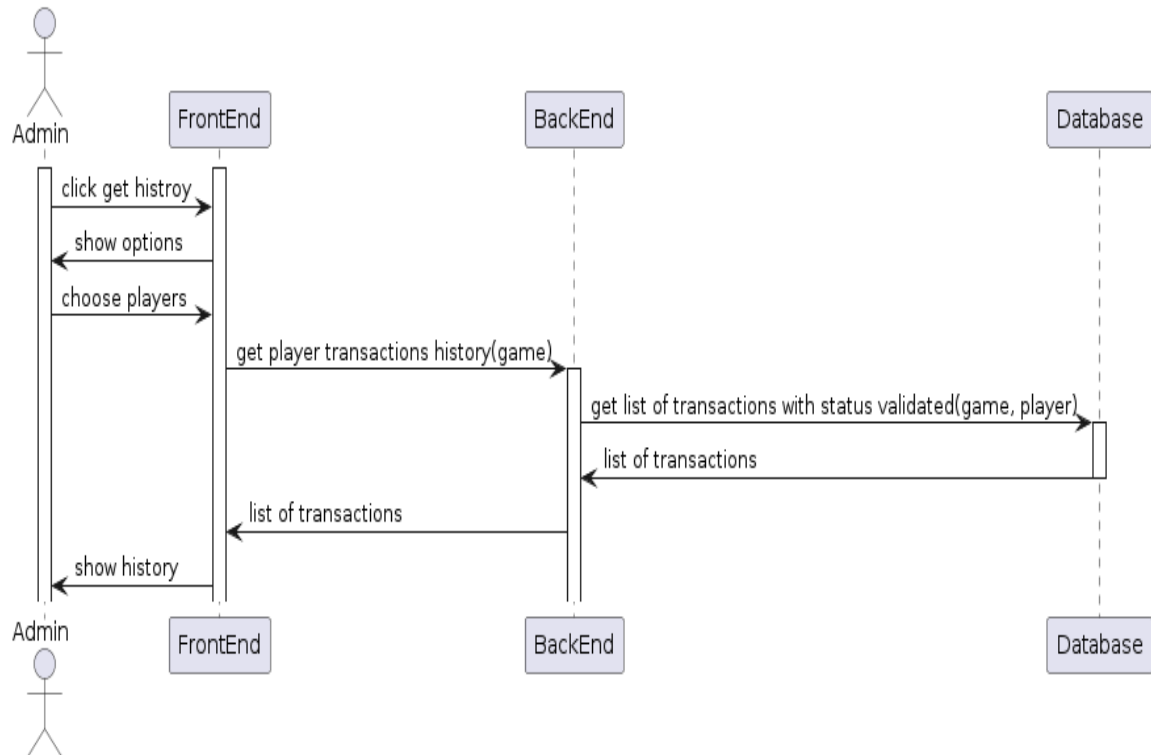 Admin
FrontEnd
BackEnd
Database
click get histroy
show options
choose players
get player transactions history(game)
get list of transactions with status validated(game, player)
list of transactions
list of transactions
show history
Admin
FrontEnd
BackEnd
Database